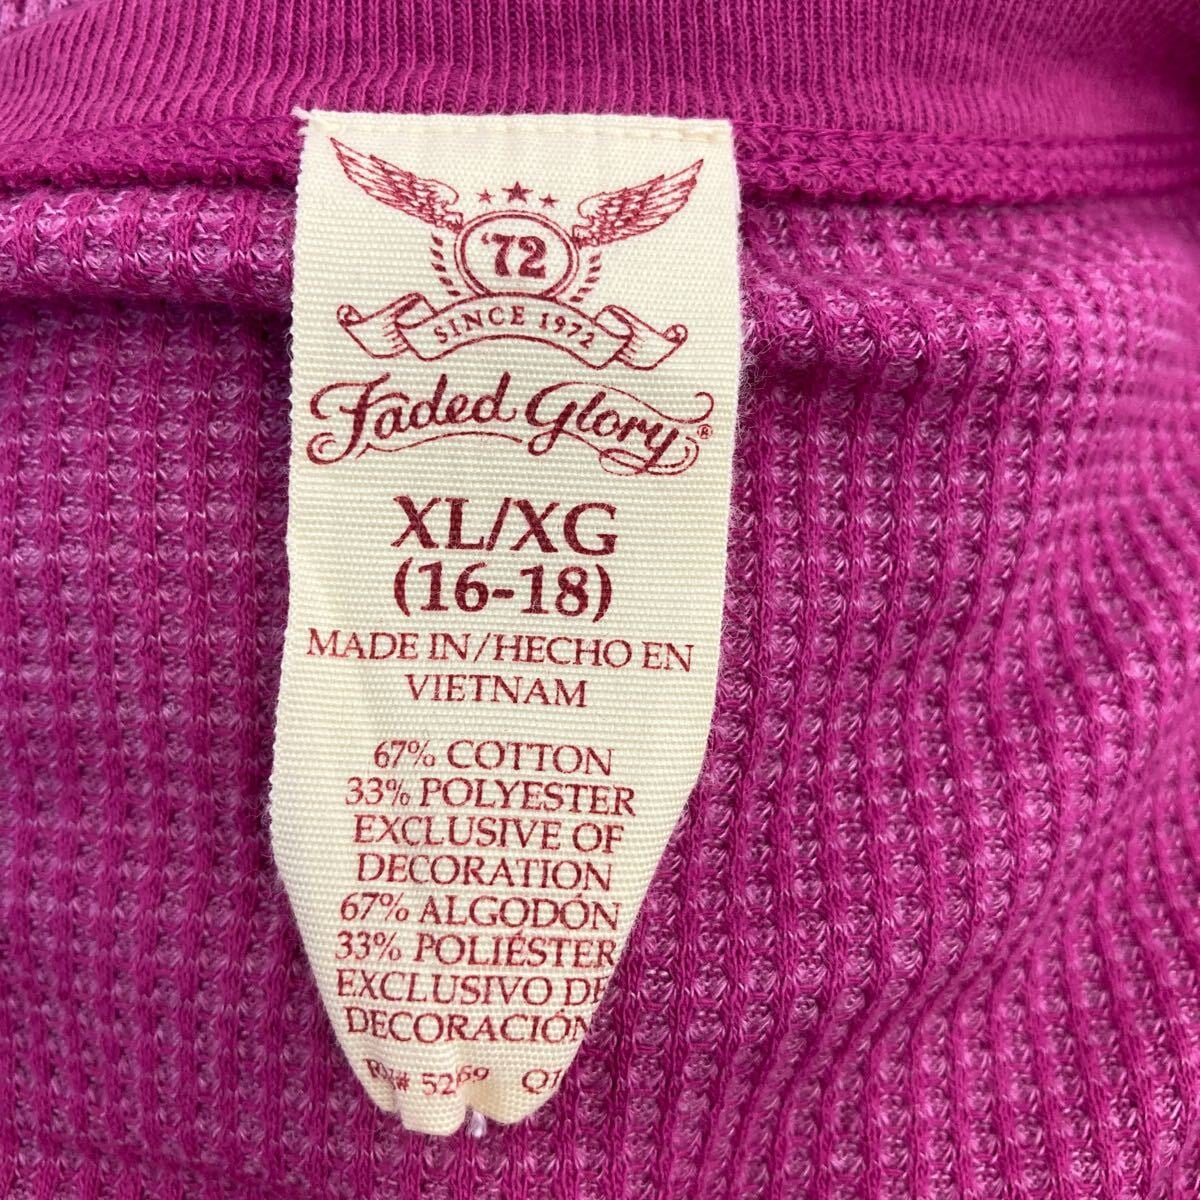 '72
SINCE 1972
Faded Glory®
XL/XG
(16-18)
MADE IN/HECHO EN
VIETNAM
67% COTTON
33% POLYESTER
EXCLUSIVE OF
DECORATION
67% ALGODÓN
33% POLIÉSTER
EXCLUSIVO DE
DECORACIÓN
RN#